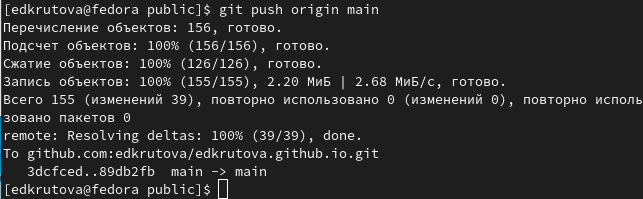 [edkrutova@fedora public]$ git push origin main
Перечисление объектов: 156, готово.
Подсчет объектов: 100% (156/156), готово.
Сжатие объектов: 100% (126/126), готово.
Запись объектов: 100% (155/155), 2.20 МиБ | 2.68 МиБ/с, готово.
Всего 155 (изменений 39), повторно использовано 0 (изменений 0), повторно исполь
зовано пакетов 0
remote: Resolving deltas: 100% (39/39), done.
To github.com:edkrutova/edkrutova.github.io.git
   3dcfced..89db2fb  main -> main
[edkrutova@fedora public]$